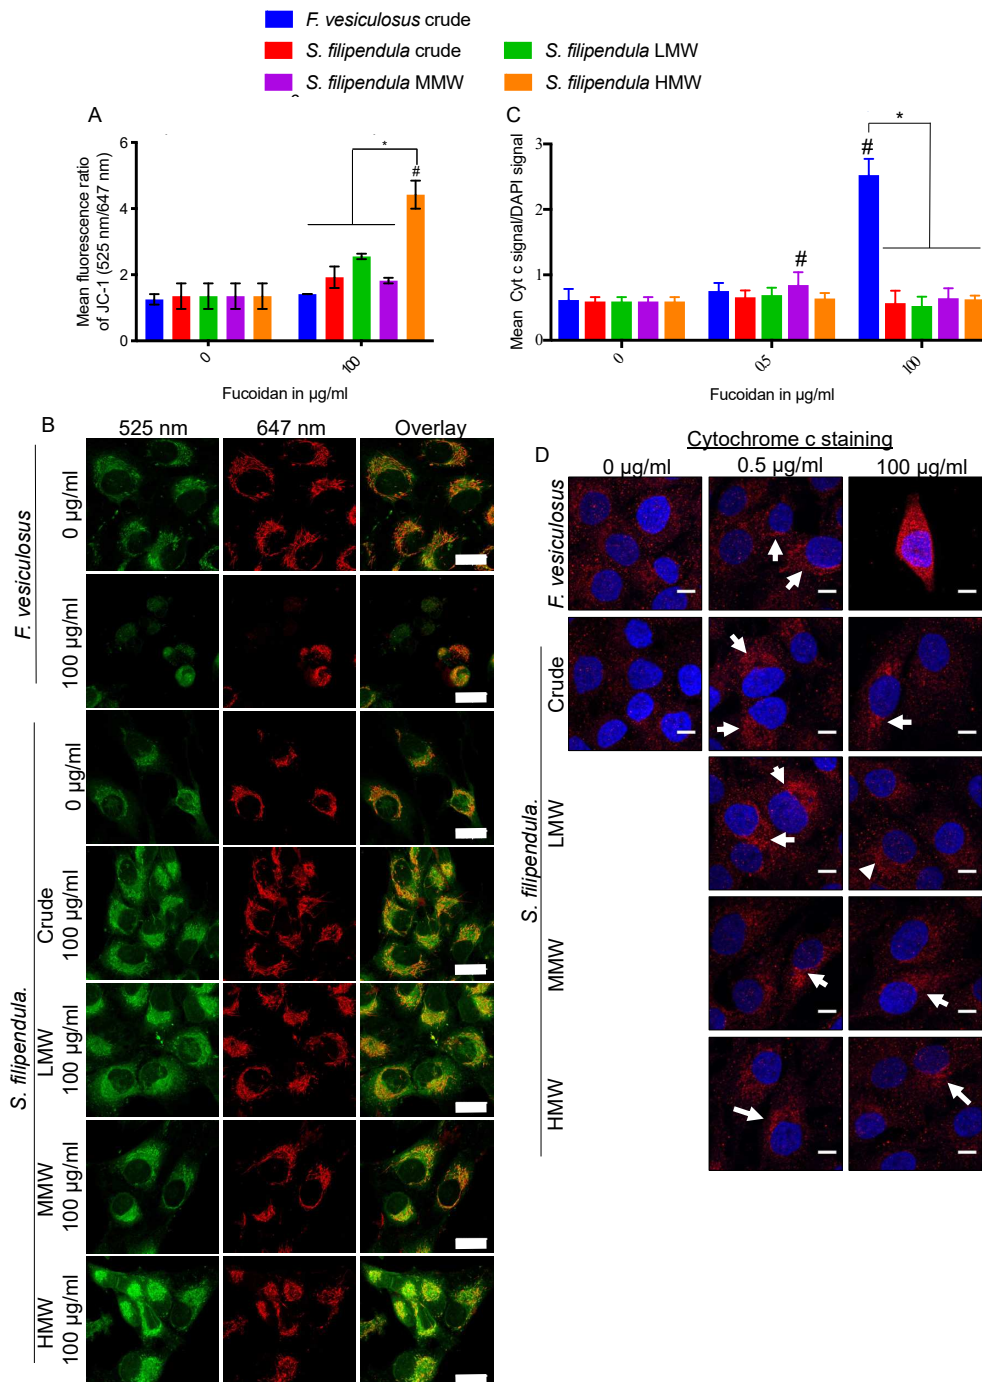 F. vesiculosus crude
S. filipendula crude
S. filipendula LMW
S. filipendula MMW
S. filipendula HMW
A
Mean fluorescence ratio
of JC-1 (525 nm/647 nm)
6
4
2
0
*
#
0
100
Fucoidan in µg/ml
C
Mean Cyt c signal/DAPI signal
3
2
1
0
#
#
*
0
0.5
100
Fucoidan in µg/ml
B
525 nm
647 nm
Overlay
F. vesiculosus
0 µg/ml
100 µg/ml
S. filipendula.
0 µg/ml
Crude
100 µg/ml
LMW
100 µg/ml
MMW
100 µg/ml
HMW
100 µg/ml
D
Cytochrome c staining
0 µg/ml
0.5 µg/ml
100 µg/ml
F. vesiculosus
S. filipendula.
Crude
LMW
MMW
HMW